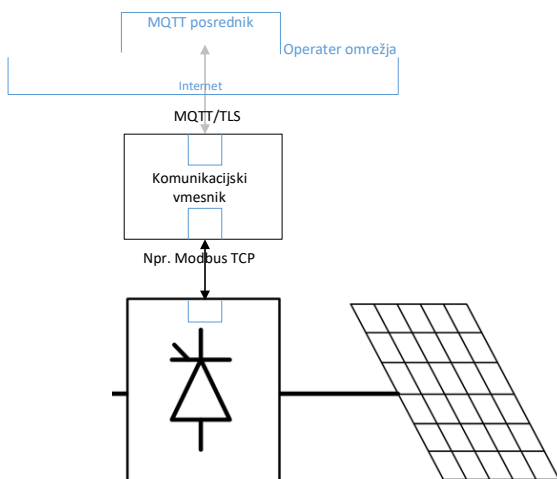 MQTT posrednik
Operater omrežja
Internet
MQTT/TLS
Komunikacijski
vmesnik
Npr. Modbus TCP